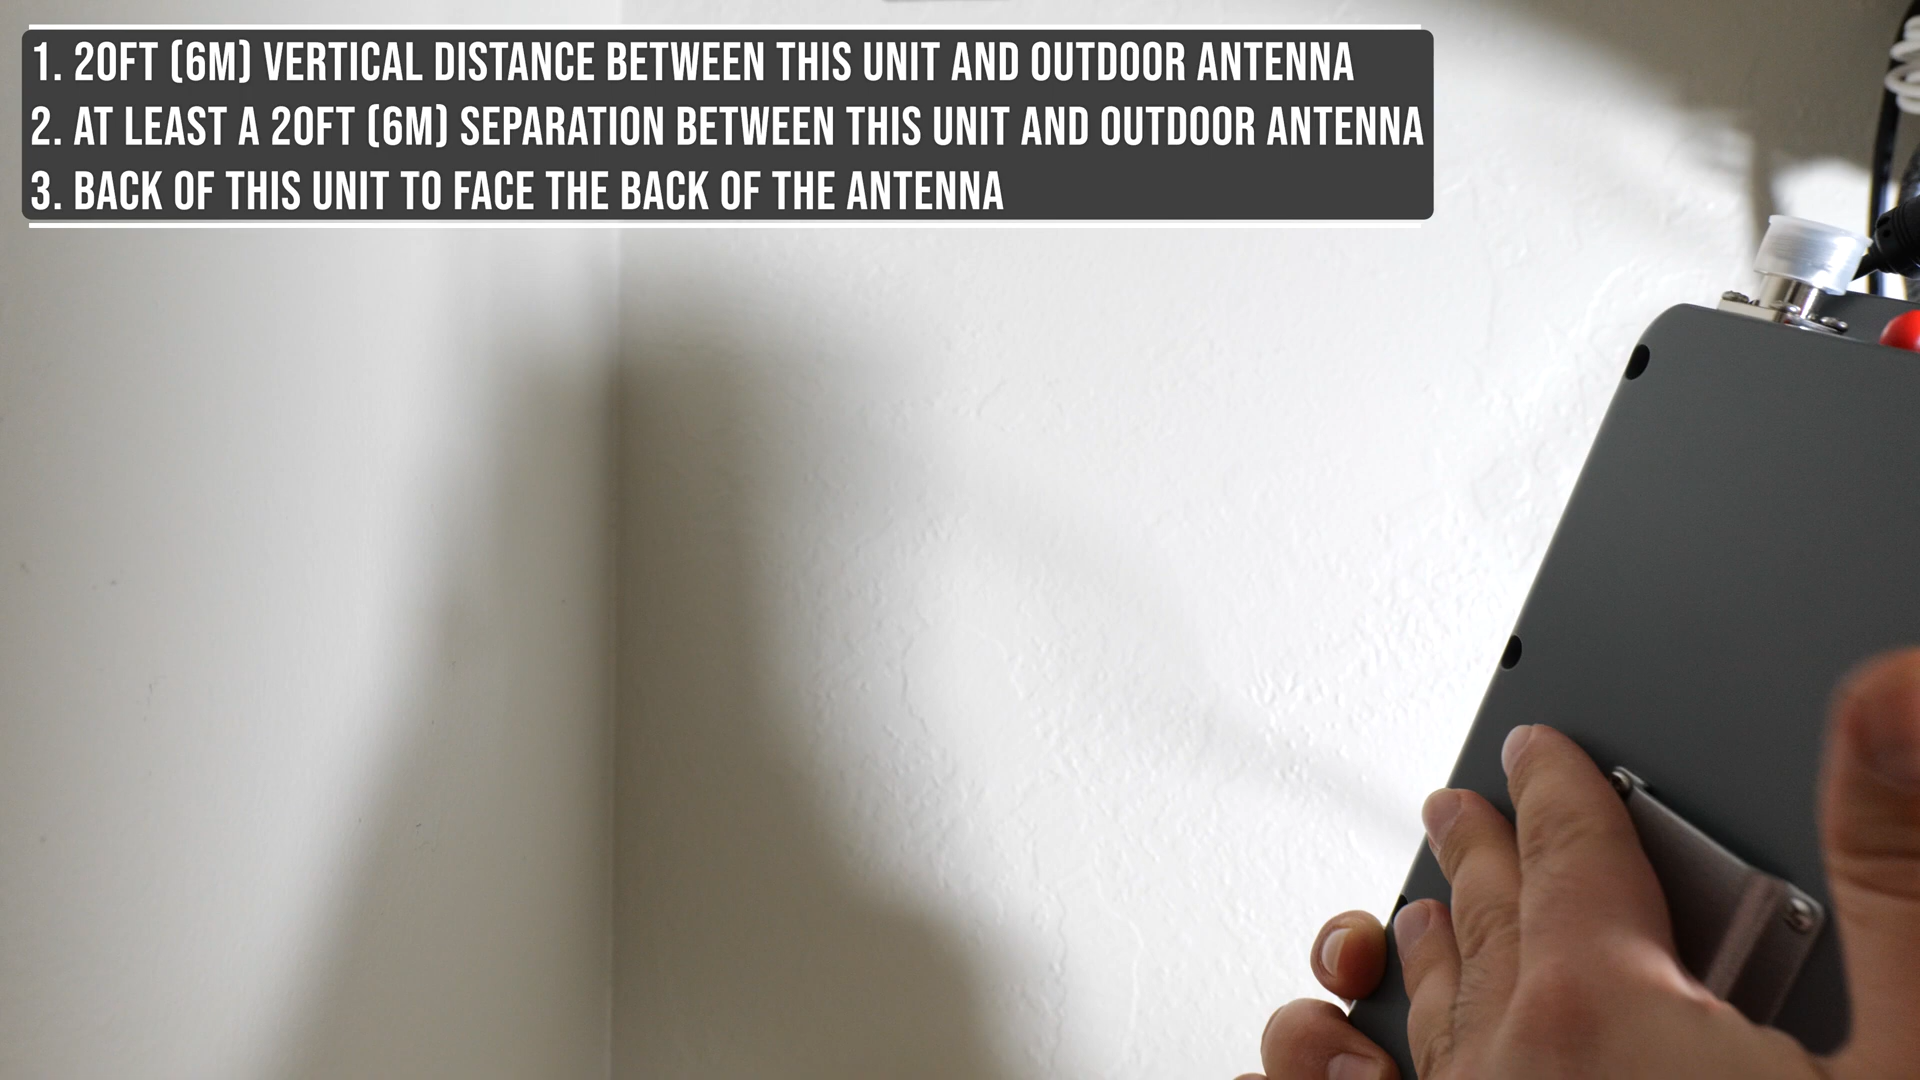 1. 20FT (6M) VERTICAL DISTANCE BETWEEN THIS UNIT AND OUTDOOR ANTENNA
2. AT LEAST A 20FT (6M) SEPARATION BETWEEN THIS UNIT AND OUTDOOR ANTENNA
3. BACK OF THIS UNIT TO FACE THE BACK OF THE ANTENNA